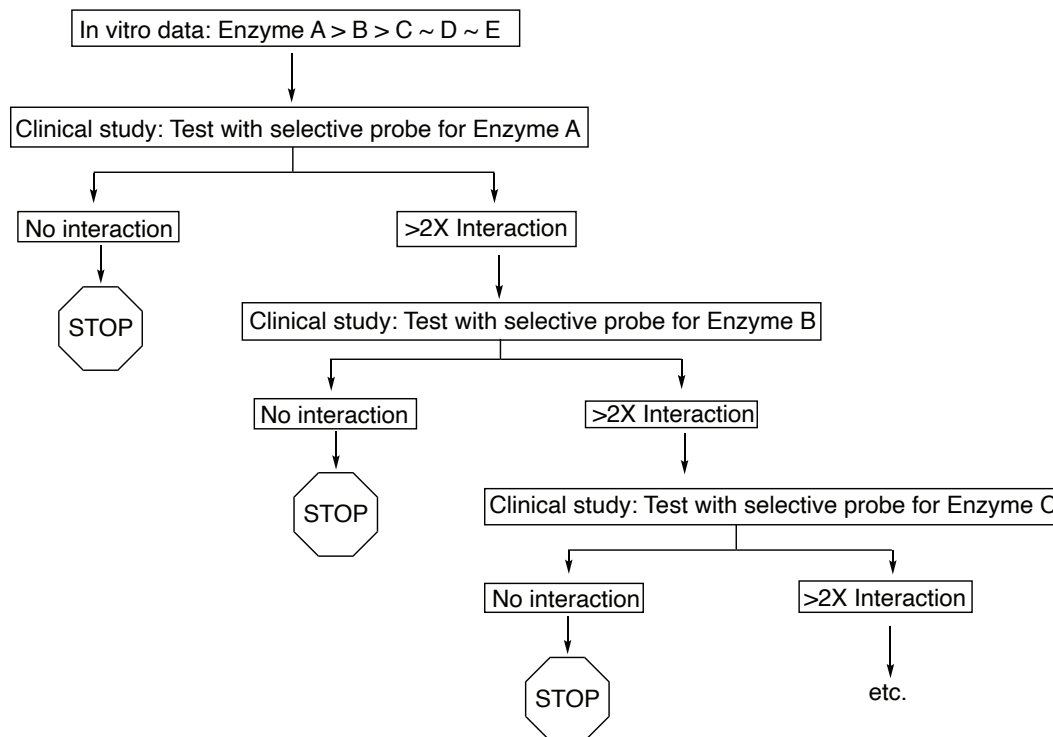 In vitro data: Enzyme A > B > C ~ D ~ E
Clinical study: Test with selective probe for Enzyme A
No interaction
>2X Interaction
STOP
Clinical study: Test with selective probe for Enzyme B
No interaction
>2X Interaction
STOP
Clinical study: Test with selective probe for Enzyme C
No interaction
>2X Interaction
STOP
etc.